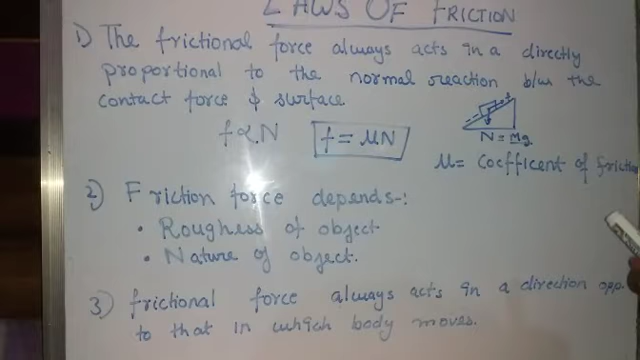 LAWS OF FRICTION
1) The frictional force always acts in a directly
proportional to the normal reaction b/w the
contact force & surface
f ∝ N f = μN
N = Mg
μ = Cofficent of friction
2) Friction force depends-:
• Roughness of object
• Nature of object.
3) frictional force always acts in a direction opp.
to that in which body moves.